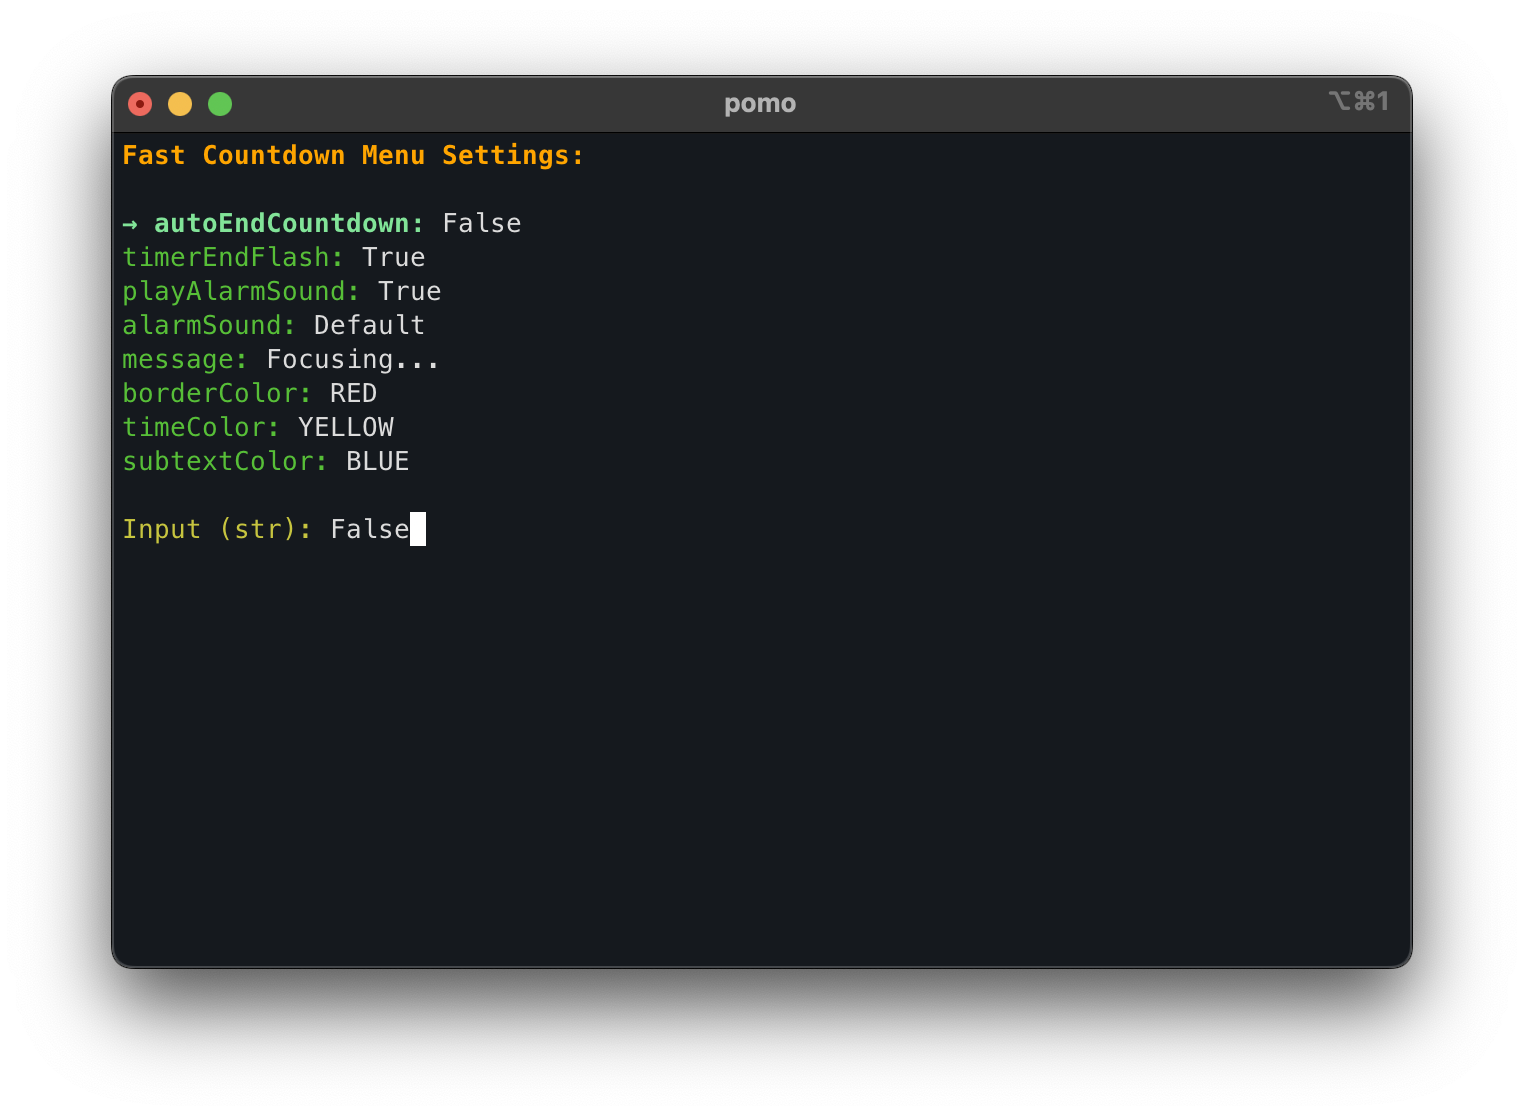 pomo
⌥⌘1
Fast Countdown Menu Settings:
→ autoEndCountdown: False
timerEndFlash: True
playAlarmSound: True
alarmSound: Default
message: Focusing...
borderColor: RED
timeColor: YELLOW
subtextColor: BLUE
Input (str): False